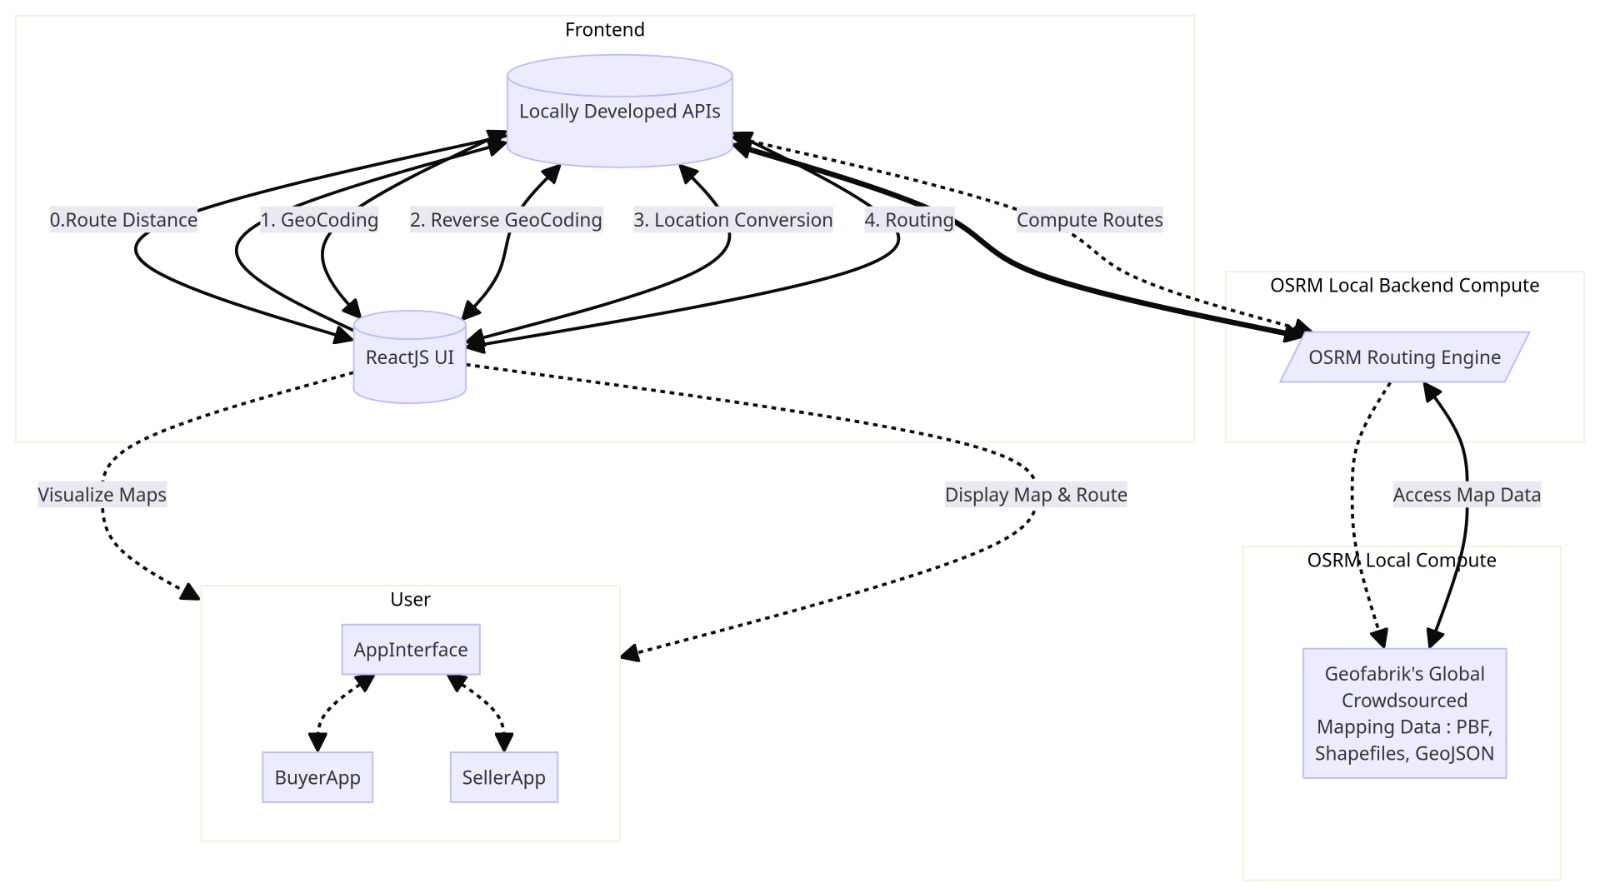 Frontend
Locally Developed APIs
0.Route Distance
1. GeoCoding
2. Reverse GeoCoding
3. Location Conversion
4. Routing
Compute Routes
OSRM Local Backend Compute
ReactJS UI
OSRM Routing Engine
Visualize Maps
Display Map & Route
Access Map Data
OSRM Local Compute
User
AppInterface
Geofabrik's Global
Crowdsourced
Mapping Data : PBF,
Shapefiles, GeoJSON
BuyerApp
SellerApp